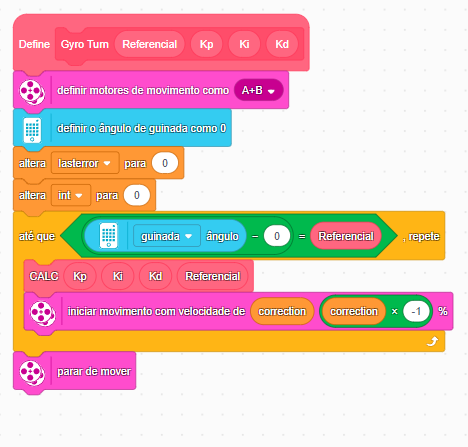 Define Gyro Turn Referencial Kp Ki Kd
definir motores de movimento como A+B
definir o ângulo de guinada como 0
altera lasterror para 0
altera int para 0
até que guinada ângulo - 0 = Referencial , repete
CALC Kp Ki Kd Referencial
iniciar movimento com velocidade de correction correction × -1 %
parar de mover